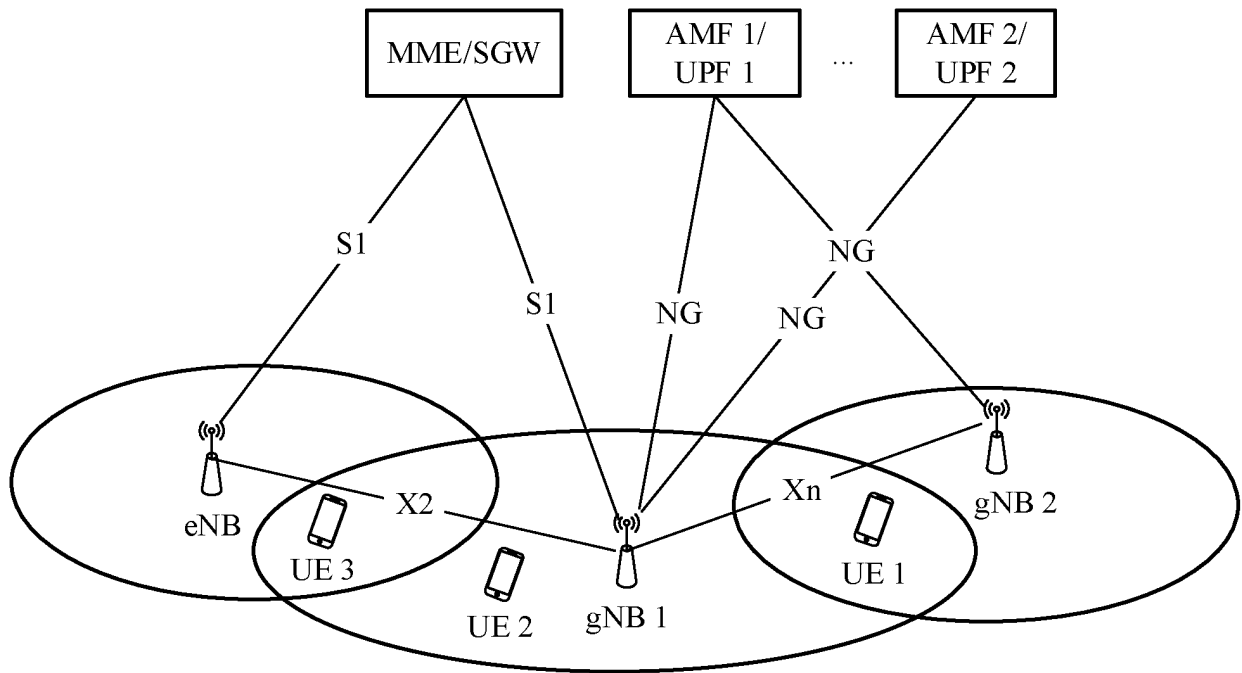 MME/SGW
AMF 1/
UPF 1
...
AMF 2/
UPF 2
S1
NG
S1
NG
NG
X2
Xn
eNB
gNB 2
UE 3
UE 1
UE 2
gNB 1